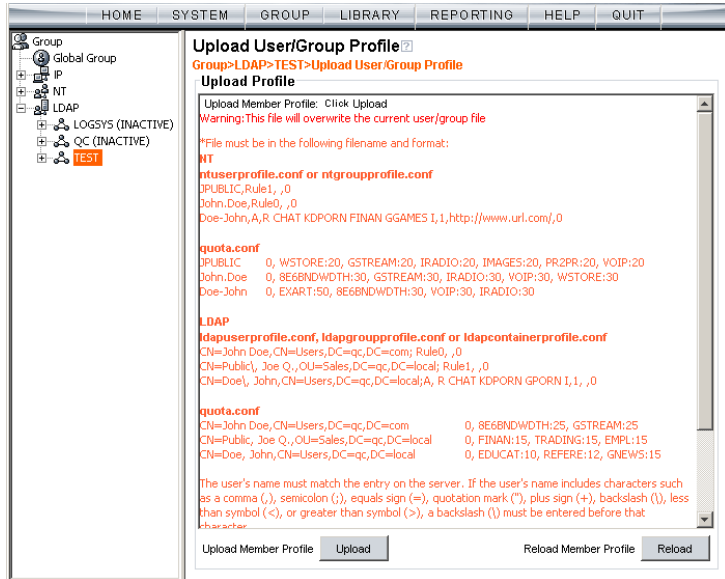 HOME SYSTEM GROUP LIBRARY REPORTING HELP QUIT
Group
Global Group
IP
NT
LDAP
LOGSYS (INACTIVE)
QC (INACTIVE)
TEST
Upload User/Group Profile
Group>LDAP>TEST>Upload User/Group Profile
Upload Profile
Upload Member Profile: Click Upload
Warning:This file will overwrite the current user/group file
*File must be in the following filename and format:
NT
ntuserprofile.conf or ntgroupprofile.conf
JPUBLIC,Rule1, ,0
John.Doe,Rule0, ,0
Doe-John,A,R CHAT KDPORN FINAN GGAMES I,1,http://www.url.com/,0
quota.conf
JPUBLIC 0, WSTORE:20, GSTREAM:20, IRADIO:20, IMAGES:20, PR2PR:20, VOIP:20
John.Doe 0, 8E6BNDWDTH:30, GSTREAM:30, IRADIO:30, VOIP:30, WSTORE:30
Doe-John 0, EXART:50, 8E6BNDWDTH:30, VOIP:30, IRADIO:30
LDAP
ldapuserprofile.conf, ldapgroupprofile.conf or ldapcontainerprofile.conf
CN=John Doe,CN=Users,DC=qc,DC=com; Rule0, ,0
CN=Public\, Joe Q.,OU=Sales,DC=qc,DC=local; Rule1, ,0
CN=Doe\, John,CN=Users,DC=qc,DC=local;A, R CHAT KDPORN GPORN I,1, ,0
quota.conf
CN=John Doe,CN=Users,DC=qc,DC=com 0, 8E6BNDWDTH:25, GSTREAM:25
CN=Public, Joe Q.,OU=Sales,DC=qc,DC=local 0, FINAN:15, TRADING:15, EMPL:15
CN=Doe, John,CN=Users,DC=qc,DC=local 0, EDUCAT:10, REFERE:12, GNEWS:15
The user's name must match the entry on the server. If the user's name includes characters such
as a comma (,), semicolon (;), equals sign (=), quotation mark ("), plus sign (+), backslash (\), less
than symbol (<), or greater than symbol (>), a backslash (\) must be entered before that
character
Upload Member Profile Upload Reload Member Profile Reload